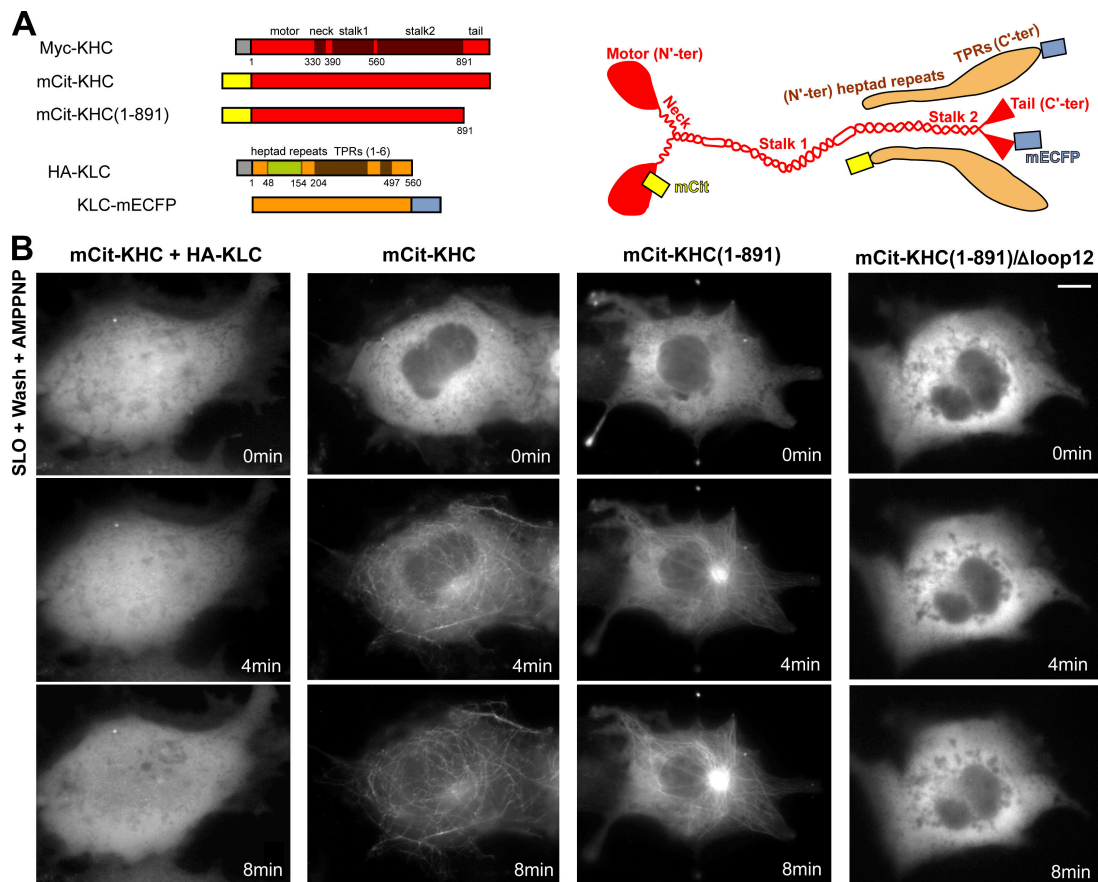 A
motor neck stalk1 stalk2 tail
Myc-KHC
1 330 390 560 891
mCit-KHC
mCit-KHC(1-891)
891
heptad repeats TPRs (1-6)
HA-KLC
1 48 154 204 497 560
KLC-mECFP
Motor (N'-ter)
Neck
Stalk 1
Stalk 2
Tail (C'-ter)
TPRs (C'-ter)
(N'-ter) heptad repeats
mCit
mECFP
B
SLO + Wash + AMPPNP
mCit-KHC + HA-KLC
mCit-KHC
mCit-KHC(1-891)
mCit-KHC(1-891)/Δloop12
0min
0min
0min
0min
4min
4min
4min
4min
8min
8min
8min
8min